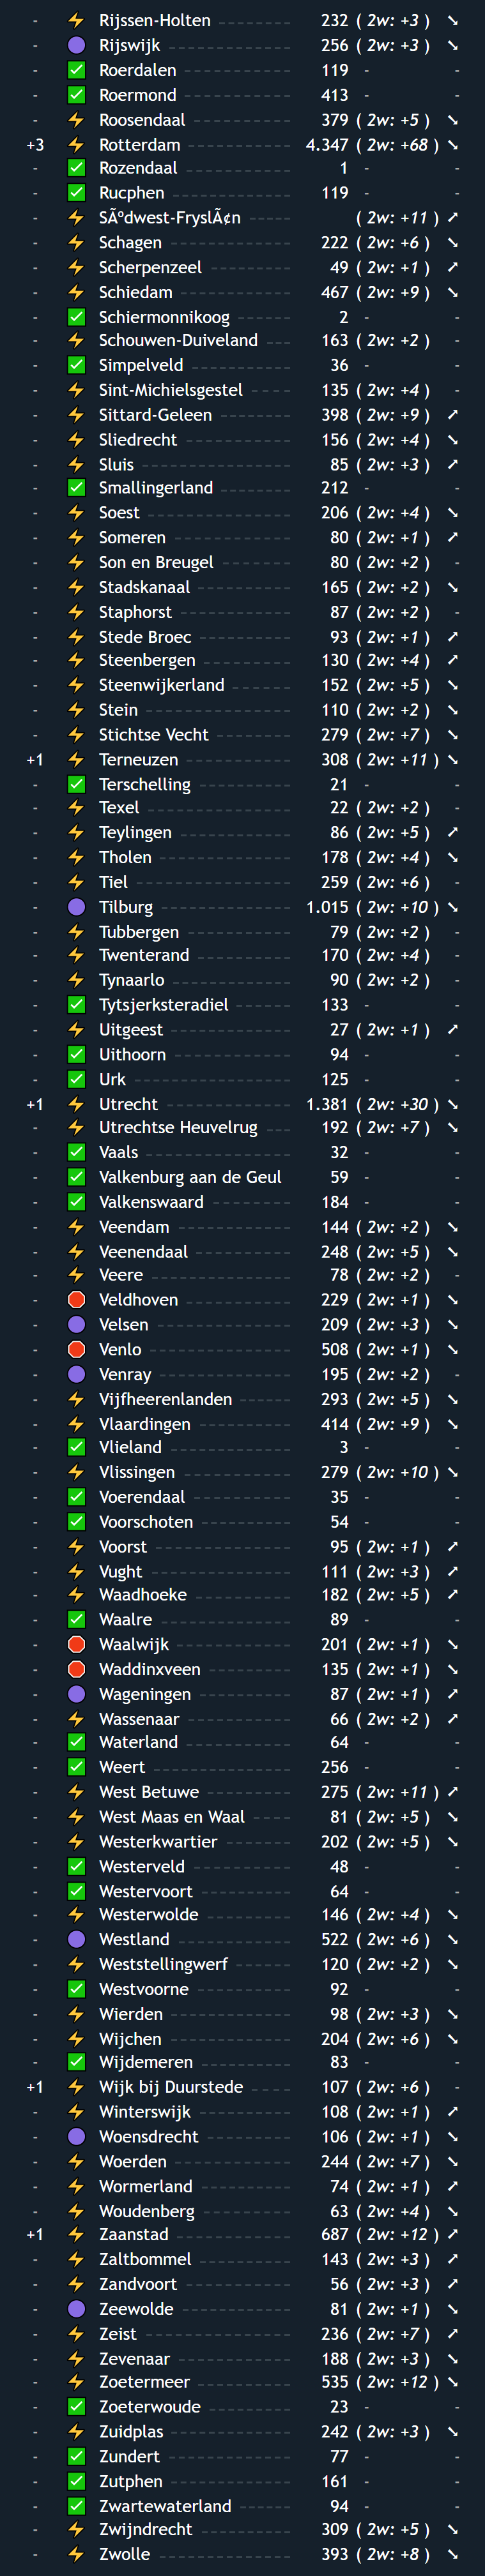 - Rijssen-Holten 232 ( 2w: +3 ) ➘
- Rijswijk 256 ( 2w: +3 ) ➘
- Roerdalen 119 - -
- Roermond 413 - -
- Roosendaal 379 ( 2w: +5 ) ➘
+3 Rotterdam 4.347 ( 2w: +68 ) ➘
- Rozendaal 1 - -
- Rucphen 119 - -
- SÃºdwest-FryslÃ¢n ( 2w: +11 ) ➚
- Schagen 222 ( 2w: +6 ) ➘
- Scherpenzeel 49 ( 2w: +1 ) ➚
- Schiedam 467 ( 2w: +9 ) ➘
- Schiermonnikoog 2 - -
- Schouwen-Duiveland 163 ( 2w: +2 ) -
- Simpelveld 36 - -
- Sint-Michielsgestel 135 ( 2w: +4 ) -
- Sittard-Geleen 398 ( 2w: +9 ) ➚
- Sliedrecht 156 ( 2w: +4 ) ➘
- Sluis 85 ( 2w: +3 ) ➚
- Smallingerland 212 - -
- Soest 206 ( 2w: +4 ) ➘
- Someren 80 ( 2w: +1 ) ➚
- Son en Breugel 80 ( 2w: +2 ) -
- Stadskanaal 165 ( 2w: +2 ) ➘
- Staphorst 87 ( 2w: +2 ) -
- Stede Broec 93 ( 2w: +1 ) ➚
- Steenbergen 130 ( 2w: +4 ) ➚
- Steenwijkerland 152 ( 2w: +5 ) ➘
- Stein 110 ( 2w: +2 ) ➘
- Stichtse Vecht 279 ( 2w: +7 ) ➘
+1 Terneuzen 308 ( 2w: +11 ) ➘
- Terschelling 21 - -
- Texel 22 ( 2w: +2 ) -
- Teylingen 86 ( 2w: +5 ) ➚
- Tholen 178 ( 2w: +4 ) ➘
- Tiel 259 ( 2w: +6 ) -
- Tilburg 1.015 ( 2w: +10 ) ➘
- Tubbergen 79 ( 2w: +2 ) -
- Twenterand 170 ( 2w: +4 ) -
- Tynaarlo 90 ( 2w: +2 ) -
- Tytsjerksteradiel 133 - -
- Uitgeest 27 ( 2w: +1 ) ➚
- Uithoorn 94 - -
- Urk 125 - -
+1 Utrecht 1.381 ( 2w: +30 ) ➘
- Utrechtse Heuvelrug 192 ( 2w: +7 ) ➘
- Vaals 32 - -
- Valkenburg aan de Geul 59 - -
- Valkenswaard 184 - -
- Veendam 144 ( 2w: +2 ) ➘
- Veenendaal 248 ( 2w: +5 ) ➘
- Veere 78 ( 2w: +2 ) -
- Veldhoven 229 ( 2w: +1 ) ➘
- Velsen 209 ( 2w: +3 ) ➘
- Venlo 508 ( 2w: +1 ) ➘
- Venray 195 ( 2w: +2 ) -
- Vijfheerenlanden 293 ( 2w: +5 ) ➘
- Vlaardingen 414 ( 2w: +9 ) ➘
- Vlieland 3 - -
- Vlissingen 279 ( 2w: +10 ) ➘
- Voerendaal 35 - -
- Voorschoten 54 - -
- Voorst 95 ( 2w: +1 ) ➚
- Vught 111 ( 2w: +3 ) ➚
- Waadhoeke 182 ( 2w: +5 ) ➚
- Waalre 89 - -
- Waalwijk 201 ( 2w: +1 ) ➘
- Waddinxveen 135 ( 2w: +1 ) ➘
- Wageningen 87 ( 2w: +1 ) ➚
- Wassenaar 66 ( 2w: +2 ) ➚
- Waterland 64 - -
- Weert 256 - -
- West Betuwe 275 ( 2w: +11 ) ➚
- West Maas en Waal 81 ( 2w: +5 ) ➘
- Westerkwartier 202 ( 2w: +5 ) ➘
- Westerveld 48 - -
- Westervoort 64 - -
- Westerwolde 146 ( 2w: +4 ) ➘
- Westland 522 ( 2w: +6 ) ➘
- Weststellingwerf 120 ( 2w: +2 ) ➘
- Westvoorne 92 - -
- Wierden 98 ( 2w: +3 ) ➘
- Wijchen 204 ( 2w: +6 ) ➘
- Wijdemeren 83 - -
+1 Wijk bij Duurstede 107 ( 2w: +6 ) -
- Winterswijk 108 ( 2w: +1 ) ➚
- Woensdrecht 106 ( 2w: +1 ) ➘
- Woerden 244 ( 2w: +7 ) ➘
- Wormerland 74 ( 2w: +1 ) ➚
- Woudenberg 63 ( 2w: +4 ) ➘
+1 Zaanstad 687 ( 2w: +12 ) ➚
- Zaltbommel 143 ( 2w: +3 ) ➚
- Zandvoort 56 ( 2w: +3 ) ➚
- Zeewolde 81 ( 2w: +1 ) ➘
- Zeist 236 ( 2w: +7 ) ➚
- Zevenaar 188 ( 2w: +3 ) ➘
- Zoetermeer 535 ( 2w: +12 ) ➘
- Zoeterwoude 23 - -
- Zuidplas 242 ( 2w: +3 ) ➘
- Zundert 77 - -
- Zutphen 161 - -
- Zwartewaterland 94 - -
- Zwijndrecht 309 ( 2w: +5 ) ➘
- Zwolle 393 ( 2w: +8 ) ➘